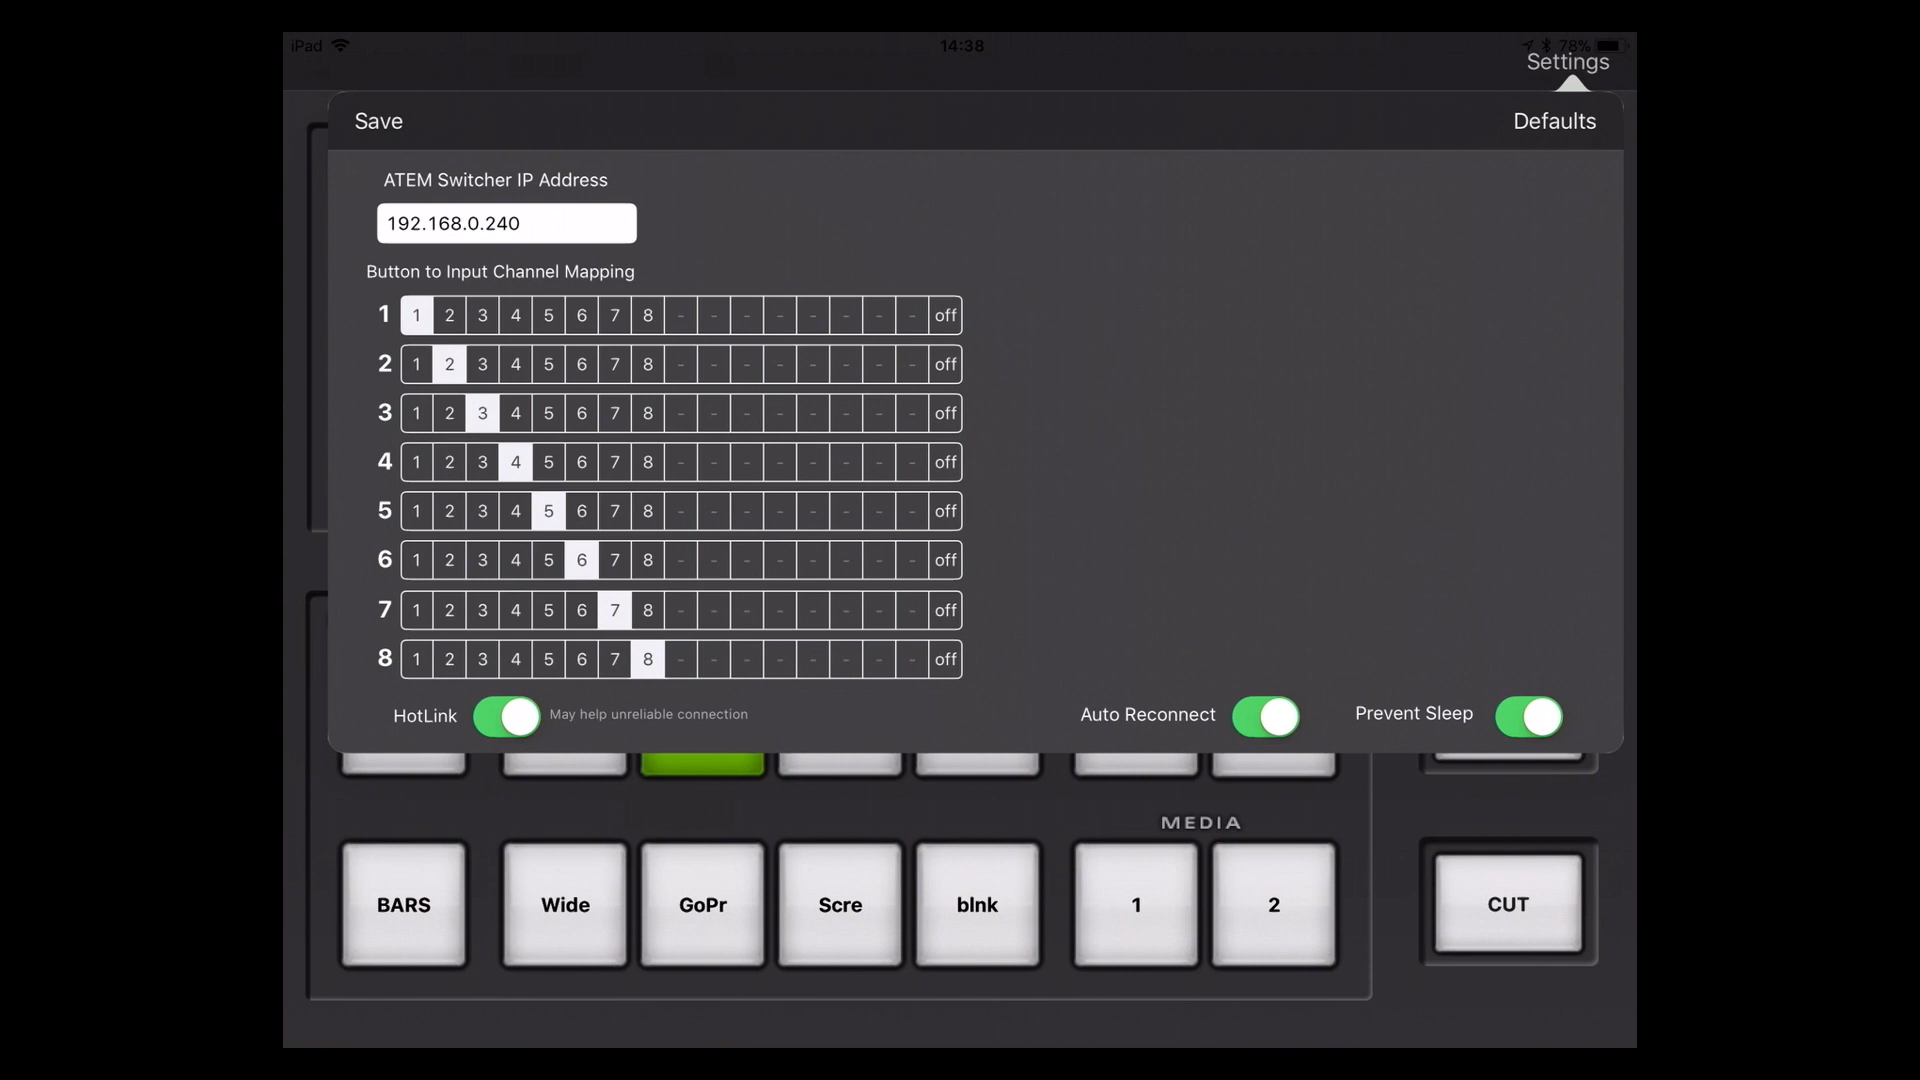 iPad 14:38 78%
Settings
Save Defaults
ATEM Switcher IP Address
192.168.0.240
Button to Input Channel Mapping
1 1 2 3 4 5 6 7 8 - - - - - - - - off
2 1 2 3 4 5 6 7 8 - - - - - - - - off
3 1 2 3 4 5 6 7 8 - - - - - - - - off
4 1 2 3 4 5 6 7 8 - - - - - - - - off
5 1 2 3 4 5 6 7 8 - - - - - - - - off
6 1 2 3 4 5 6 7 8 - - - - - - - - off
7 1 2 3 4 5 6 7 8 - - - - - - - - off
8 1 2 3 4 5 6 7 8 - - - - - - - - off
HotLink May help unreliable connection Auto Reconnect Prevent Sleep
MEDIA
BARS Wide GoPr Scre blnk 1 2 CUT